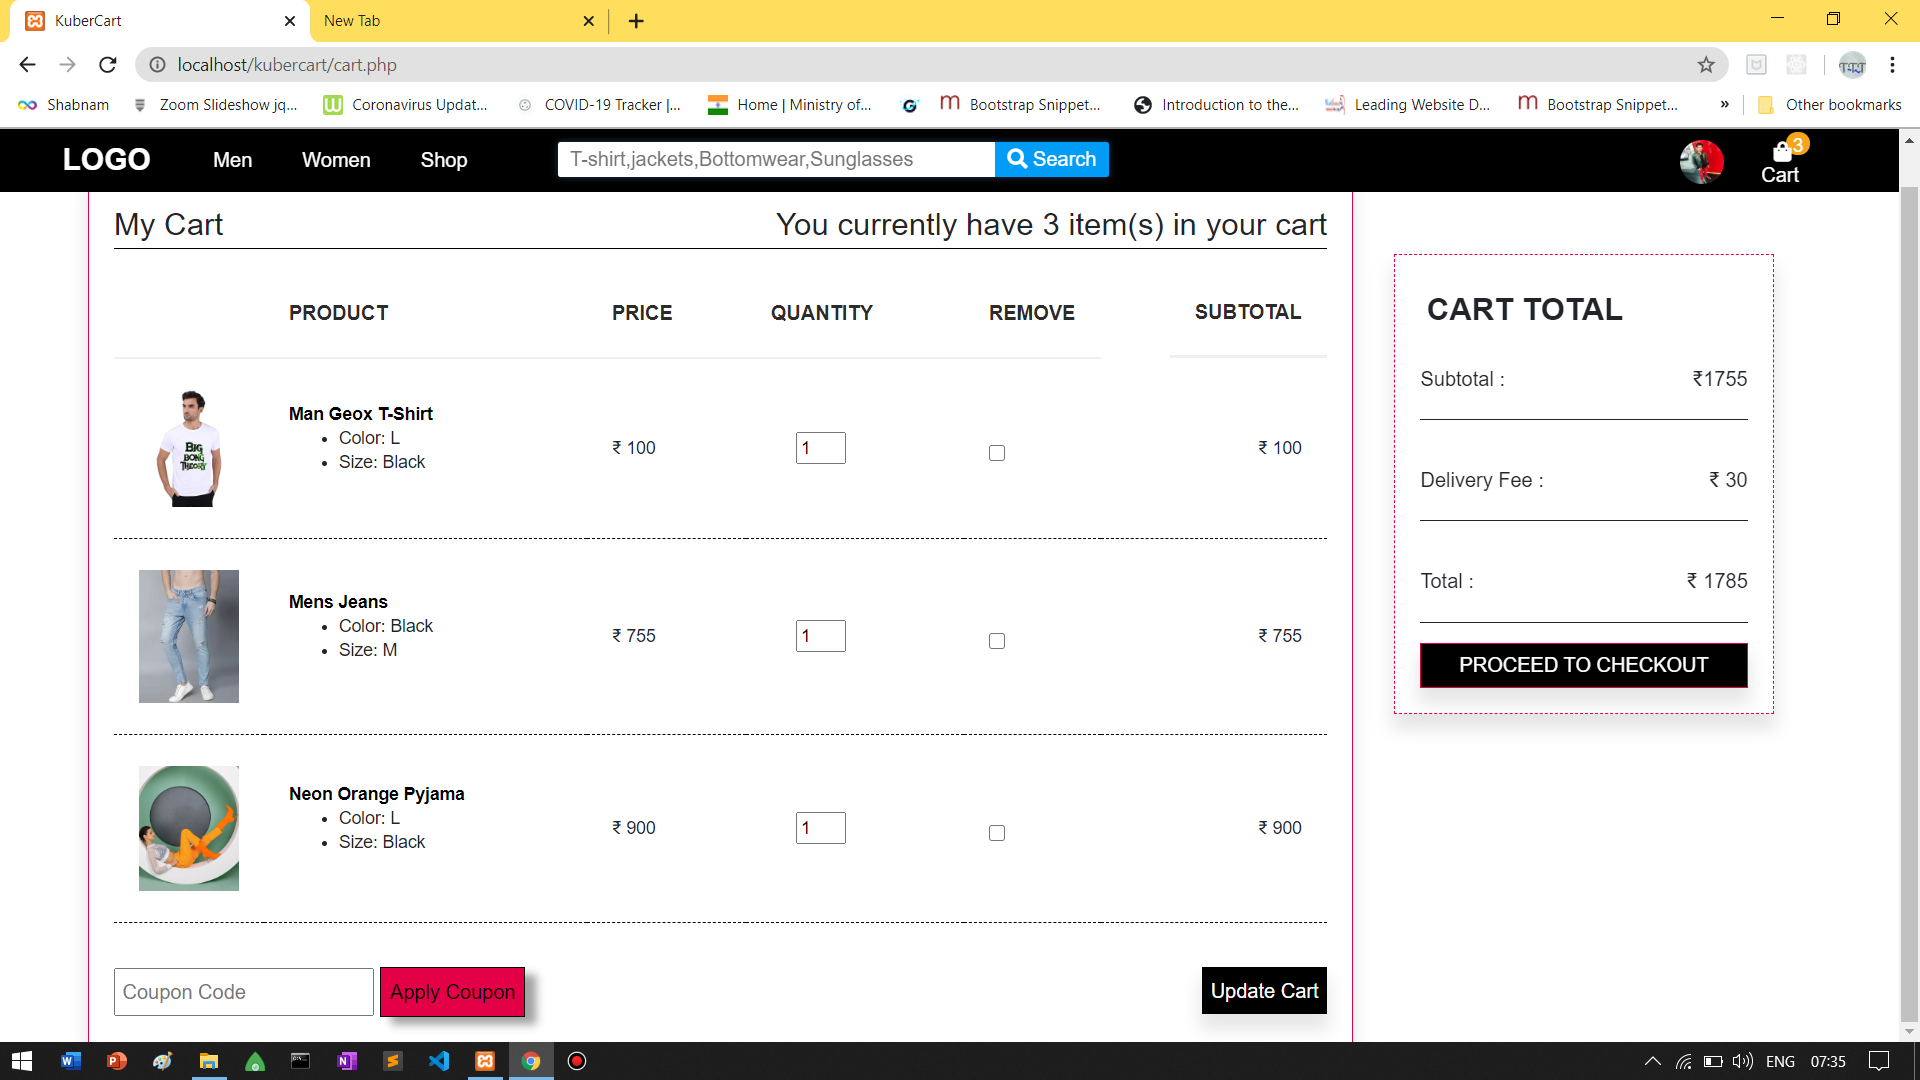 KuberCart
New Tab
localhost/kubercart/cart.php
Shabnam
Zoom Slideshow jq...
Coronavirus Updat...
COVID-19 Tracker |...
Home | Ministry of...
Bootstrap Snippet...
Introduction to the...
Leading Website D...
Bootstrap Snippet...
»
Other bookmarks
LOGO
Men
Women
Shop
T-shirt,jackets,Bottomwear,Sunglasses
Search
3
Cart
My Cart
You currently have 3 item(s) in your cart
PRODUCT
PRICE
QUANTITY
REMOVE
SUBTOTAL
BIG
BONG
THEORY
Man Geox T-Shirt
Color: L
Size: Black
₹ 100
1
₹ 100
Mens Jeans
Color: Black
Size: M
₹ 755
1
₹ 755
Neon Orange Pyjama
Color: L
Size: Black
₹ 900
1
₹ 900
Coupon Code
Apply Coupon
Update Cart
CART TOTAL
Subtotal :
₹1755
Delivery Fee :
₹ 30
Total :
₹ 1785
PROCEED TO CHECKOUT
ENG
07:35